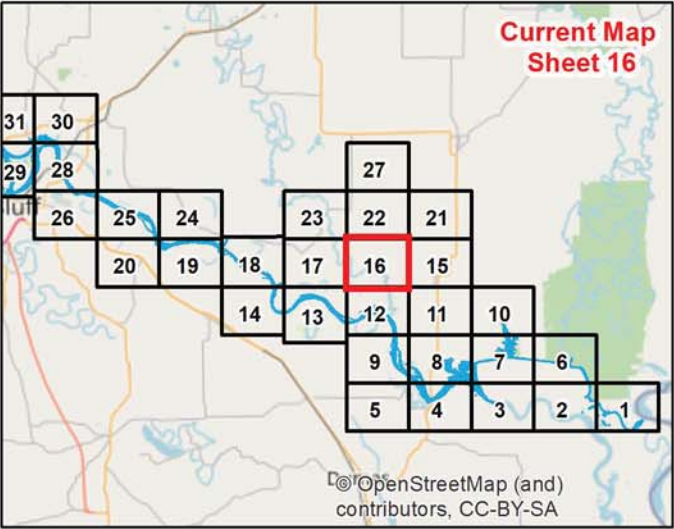 Current Map
Sheet 16
31 30
29 28 27
luff
26 25 24 23 22 21
20 19 18 17 16 15
14 13 12 11 10
9 8 7 6
5 4 3 2 1
© OpenStreetMap (and)
contributors, CC-BY-SA